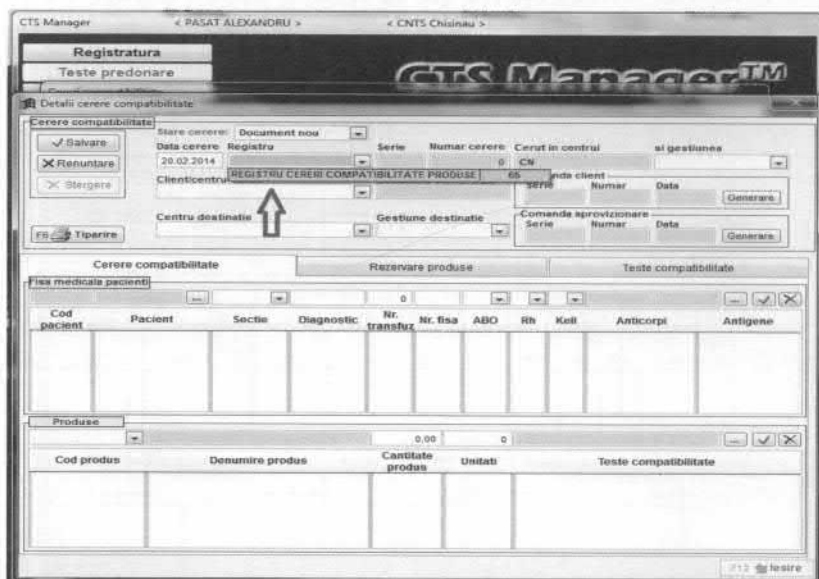 CTS Manager < PASAT ALEXANDRU > < CNTS Chisinau >
Registratura
Teste predonare
CTS Manager™
Detalii cerere compatibilitate
Cerere compatibilitate
Salvare
Renuntare
Stergere
F5 Tiparire
Stare cerere: Document nou
Data cerere Registru Serie Numar cerere Cerut in centrul si gestiunea
20.02.2014 0 CN
REGISTRU CERERI COMPATIBILITATE PRODUSE 65
Client/centru
Serie Numar Data
Generare
Centru destinatie Gestiune destinatie
Comanda aprovizionare
Serie Numar Data
Generare
Cerere compatibilitate Rezervare produse Teste compatibilitate
Fisa medicala pacienti
... 0 ...
Cod pacient Pacient Sectie Diagnostic Nr. transfuz Nr. fisa ABO Rh Kell Anticorpi Antigene
Produse
0.00 0 ...
Cod produs Denumire produs Cantitate produs Unitati Teste compatibilitate
F12 Iesire